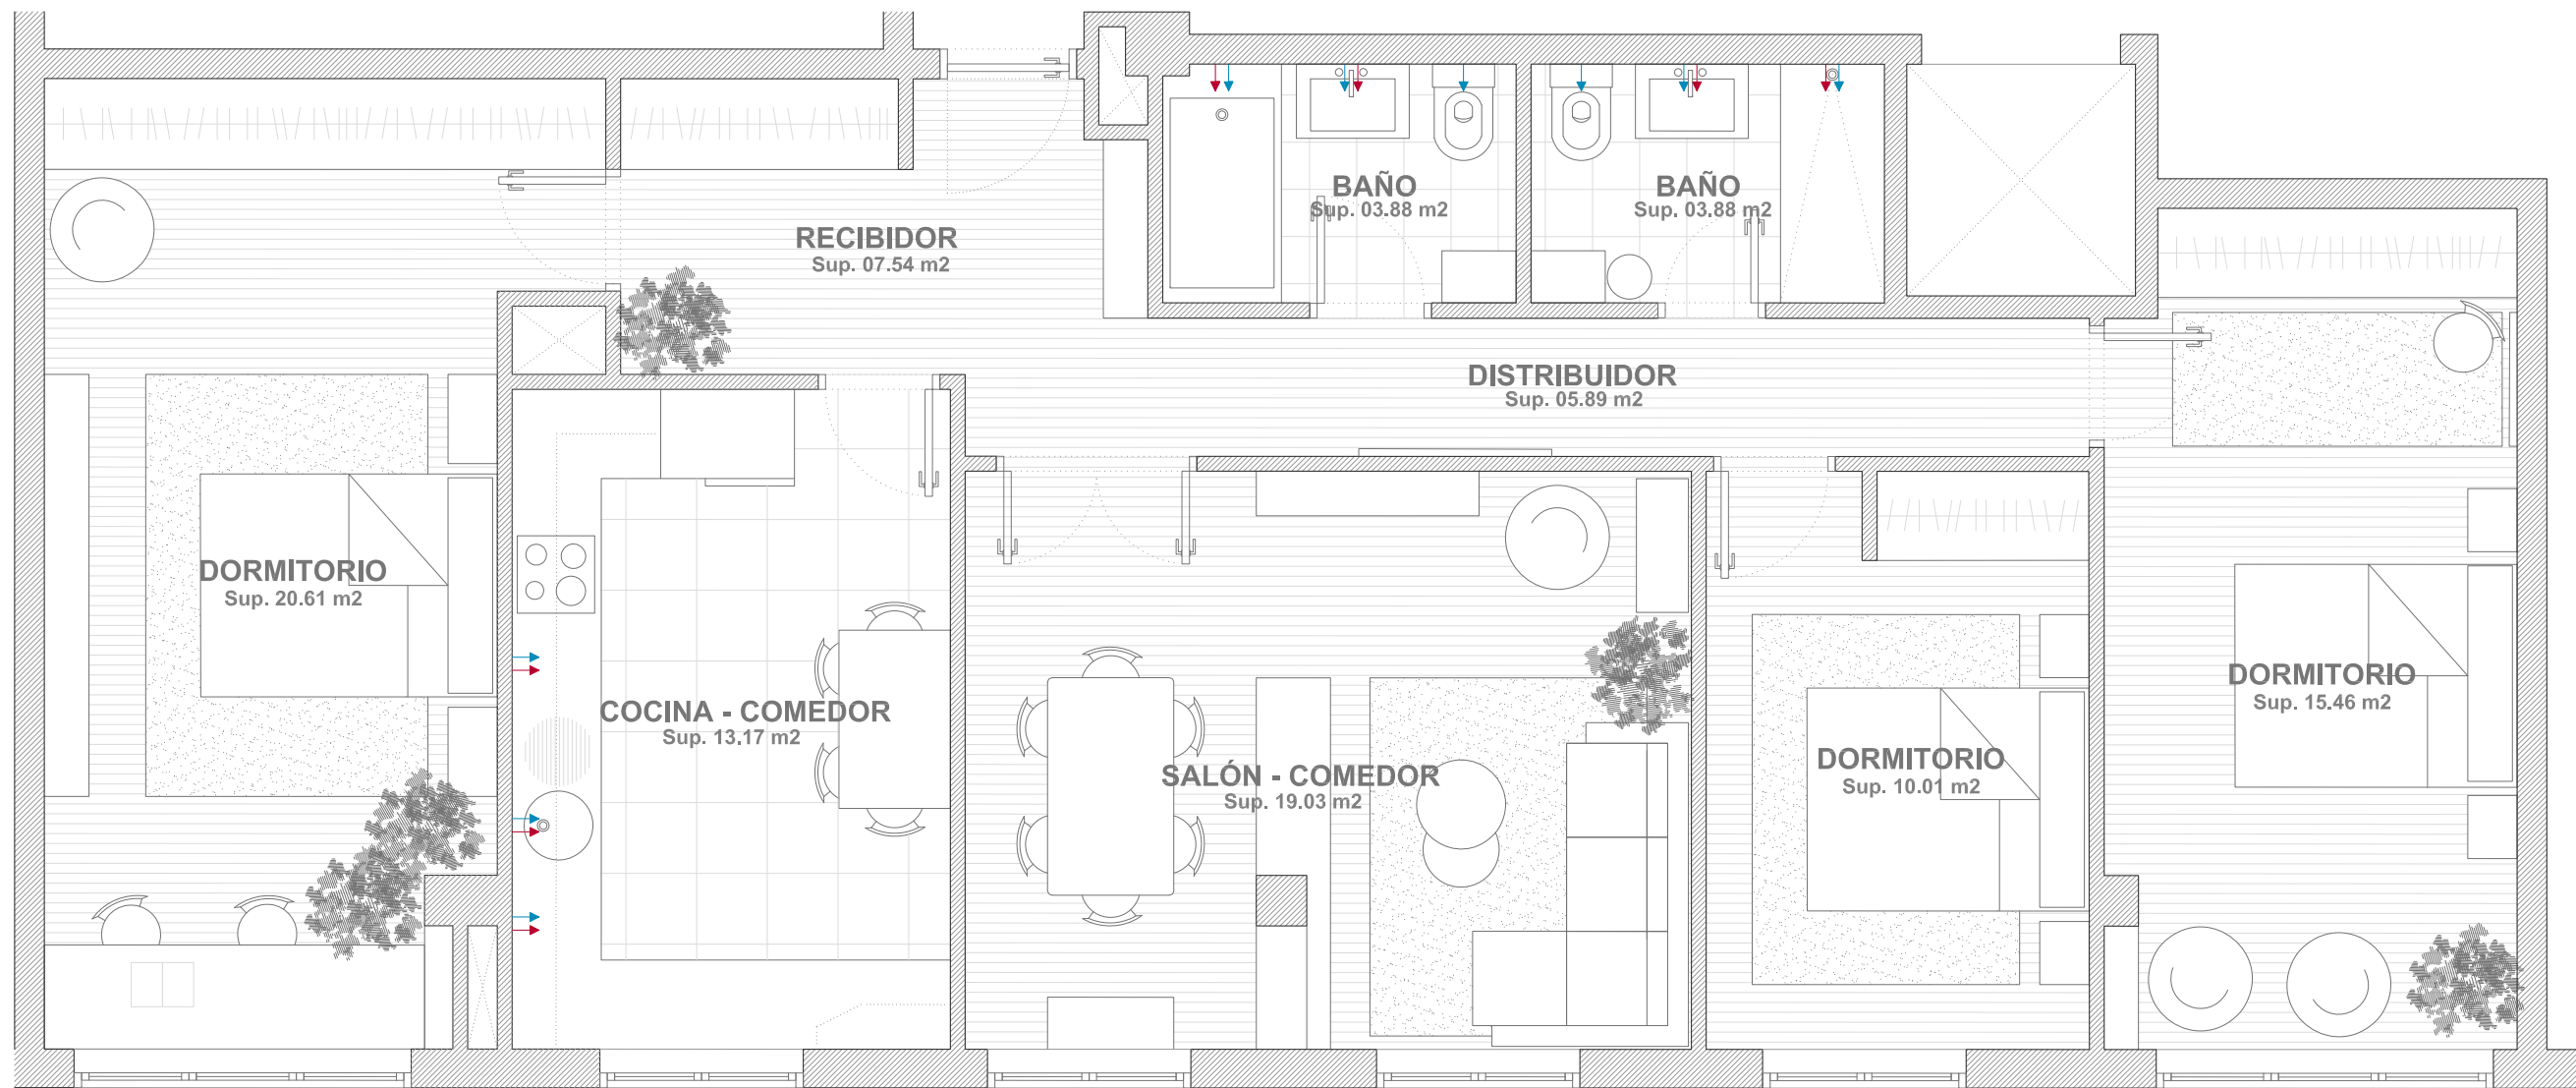 BAÑO
Sup. 03.88 m2
BAÑO
Sup. 03.88 m2
RECIBIDOR
Sup. 07.54 m2
DISTRIBUIDOR
Sup. 05.89 m2
DORMITORIO
Sup. 20.61 m2
COCINA - COMEDOR
Sup. 13.17 m2
SALÓN - COMEDOR
Sup. 19.03 m2
DORMITORIO
Sup. 10.01 m2
DORMITORIO
Sup. 15.46 m2